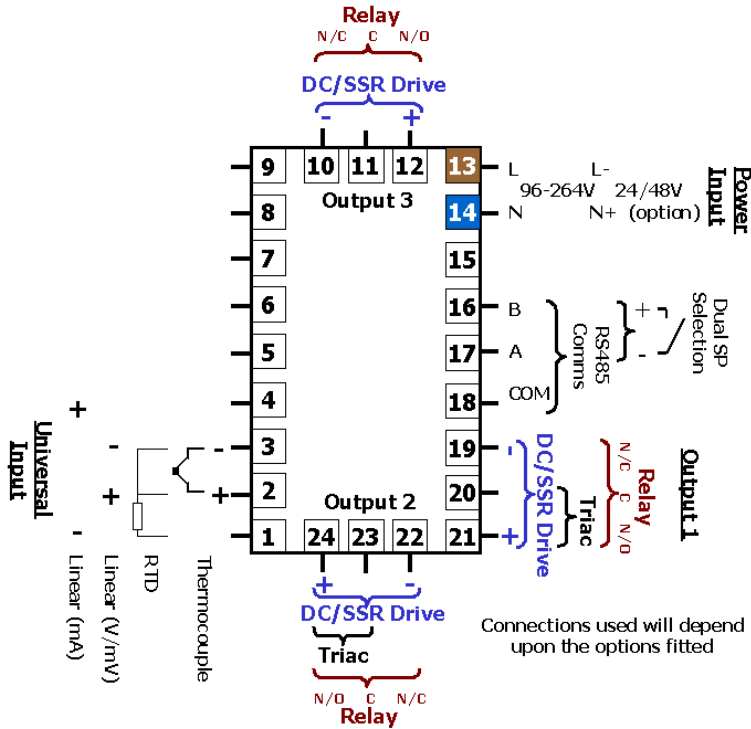 Relay
N/C C N/O
DC/SSR Drive
- +
9 10 11 12 13 L L-
Output 3
96-264V 24/48V
8 14 N N+ (option)
Power
Input
7 15
6 16 B
5 17 A
4 18 COM
RS485
Comms
+
-
Dual SP
Selection
3 19 -
2 20
1 24 23 22 21 +
Output 2
DC/SSR Drive
Triac
N/C C N/O
Relay
Output 1
Universal
Input
+
-
Linear (mA)
-
+
Linear (V/mV)
RTD
-
+
Thermocouple
+ -
DC/SSR Drive
Triac
N/O C N/C
Relay
Connections used will depend
upon the options fitted